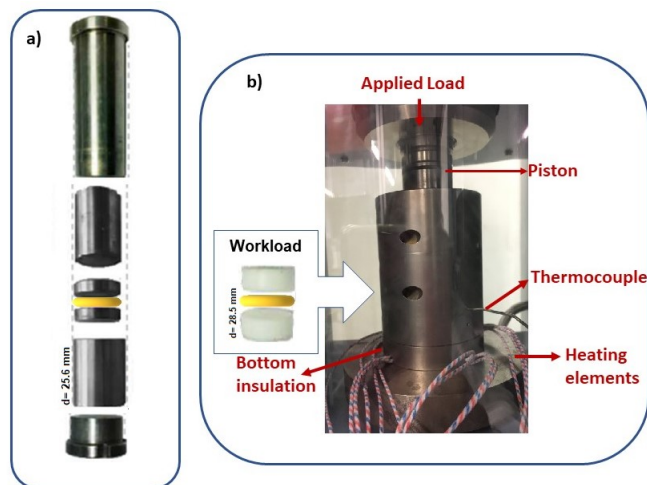 a)
d= 25.6 mm
b)
Applied Load
Piston
Workload
d= 28.5 mm
Thermocouple
Bottom
insulation
Heating
elements